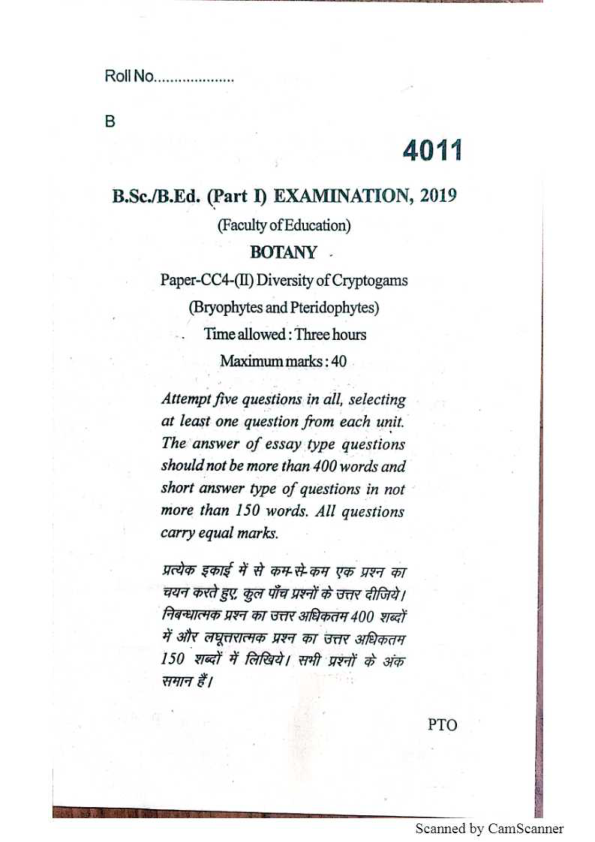 Roll No....................
B
4011
B.Sc./B.Ed. (Part I) EXAMINATION, 2019
(Faculty of Education)
BOTANY
Paper-CC4-(II) Diversity of Cryptogams
(Bryophytes and Pteridophytes)
Time allowed : Three hours
Maximum marks : 40
Attempt five questions in all, selecting
at least one question from each unit.
The answer of essay type questions
should not be more than 400 words and
short answer type of questions in not
more than 150 words. All questions
carry equal marks.
प्रत्येक इकाई में से कम-से-कम एक प्रश्न का
चयन करते हुए, कुल पाँच प्रश्नों के उत्तर दीजिये।
निबन्धात्मक प्रश्न का उत्तर अधिकतम 400 शब्दों
में और लघूत्तरात्मक प्रश्न का उत्तर अधिकतम
150 शब्दों में लिखिये। सभी प्रश्नों के अंक
समान हैं।
PTO
Scanned by CamScanner